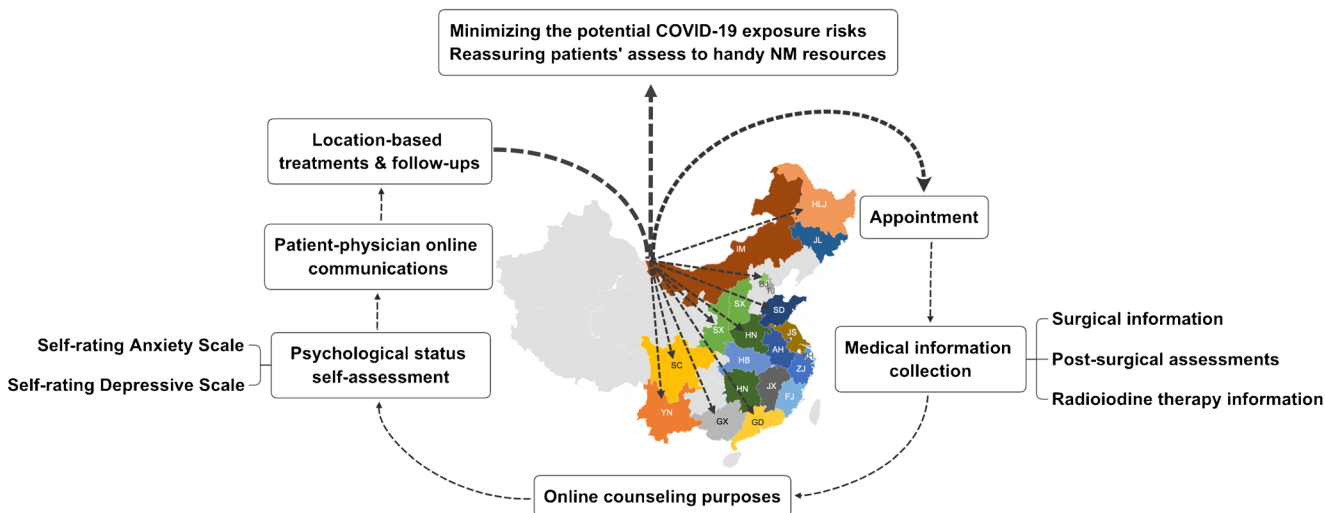 Minimizing the potential COVID-19 exposure risks
Reassuring patients' assess to handy NM resources
Location-based
treatments & follow-ups
Appointment
Patient-physician online
communications
Medical information
collection
Surgical information
Post-surgical assessments
Radioiodine therapy information
Self-rating Anxiety Scale
Self-rating Depressive Scale
Psychological status
self-assessment
Online counseling purposes
HLJ
JL
IM
BJ
TJ
SX
SD
SX
HN
JS
AH
SC
HB
ZJ
HN
JX
FJ
YN
GX
GD